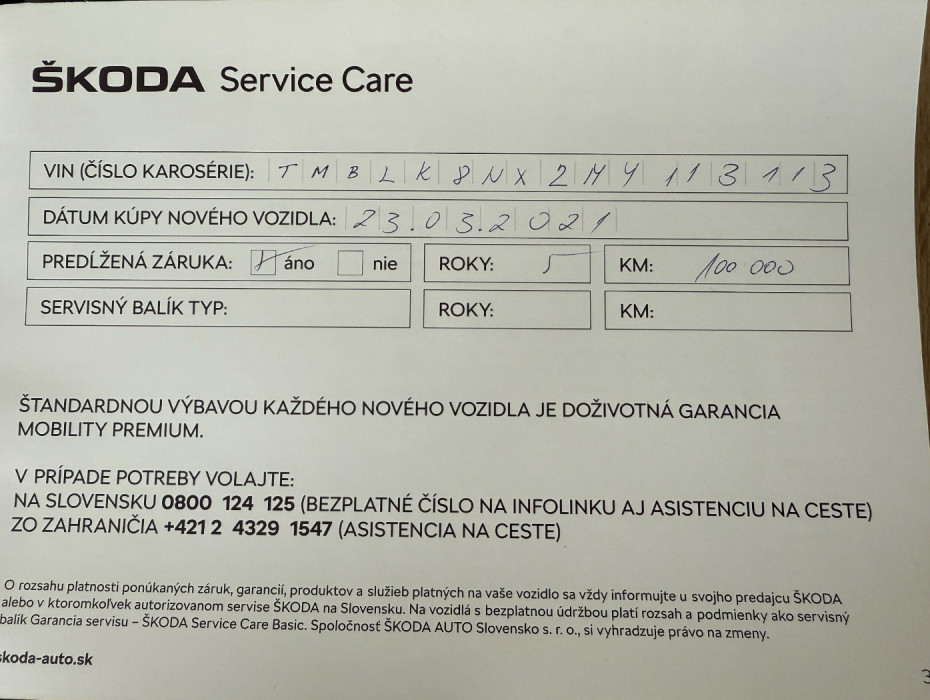 ŠKODA Service Care
VIN (ČÍSLO KAROSÉRIE): TMBLK8NX2MY113113
DÁTUM KÚPY NOVÉHO VOZIDLA: 23.03.2021
PREDĹŽENÁ ZÁRUKA: áno nie ROKY: 5 KM: 100 000
SERVISNÝ BALÍK TYP: ROKY: KM:
ŠTANDARDNOU VÝBAVOU KAŽDÉHO NOVÉHO VOZIDLA JE DOŽIVOTNÁ GARANCIA
MOBILITY PREMIUM.
V PRÍPADE POTREBY VOLAJTE:
NA SLOVENSKU 0800 124 125 (BEZPLATNÉ ČÍSLO NA INFOLINKU AJ ASISTENCIU NA CESTE)
ZO ZAHRANIČIA +421 2 4329 1547 (ASISTENCIA NA CESTE)
O rozsahu platnosti ponúkaných záruk, garancií, produktov a služieb platných na vaše vozidlo sa vždy informujte u svojho predajcu ŠKODA
alebo v ktoromkoľvek autorizovanom servise ŠKODA na Slovensku. Na vozidlá s bezplatnou údržbou platí rozsah a podmienky ako servisný
balík Garancia servisu – ŠKODA Service Care Basic. Spoločnosť ŠKODA AUTO Slovensko s. r. o., si vyhradzuje právo na zmeny.
skoda-auto.sk
3